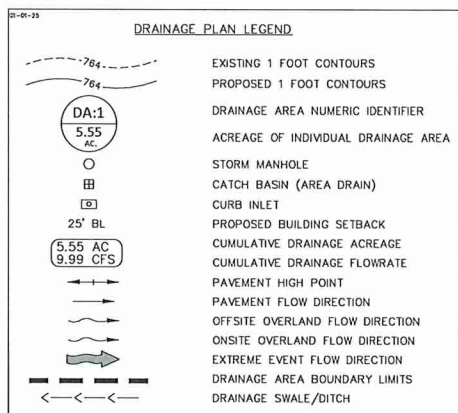 01-01-25
DRAINAGE PLAN LEGEND
764 EXISTING 1 FOOT CONTOURS
764 PROPOSED 1 FOOT CONTOURS
DA:1 DRAINAGE AREA NUMERIC IDENTIFIER
5.55 AC. ACREAGE OF INDIVIDUAL DRAINAGE AREA
STORM MANHOLE
CATCH BASIN (AREA DRAIN)
CURB INLET
25' BL PROPOSED BUILDING SETBACK
5.55 AC CUMULATIVE DRAINAGE ACREAGE
9.99 CFS CUMULATIVE DRAINAGE FLOWRATE
PAVEMENT HIGH POINT
PAVEMENT FLOW DIRECTION
OFFSITE OVERLAND FLOW DIRECTION
ONSITE OVERLAND FLOW DIRECTION
EXTREME EVENT FLOW DIRECTION
DRAINAGE AREA BOUNDARY LIMITS
DRAINAGE SWALE/DITCH